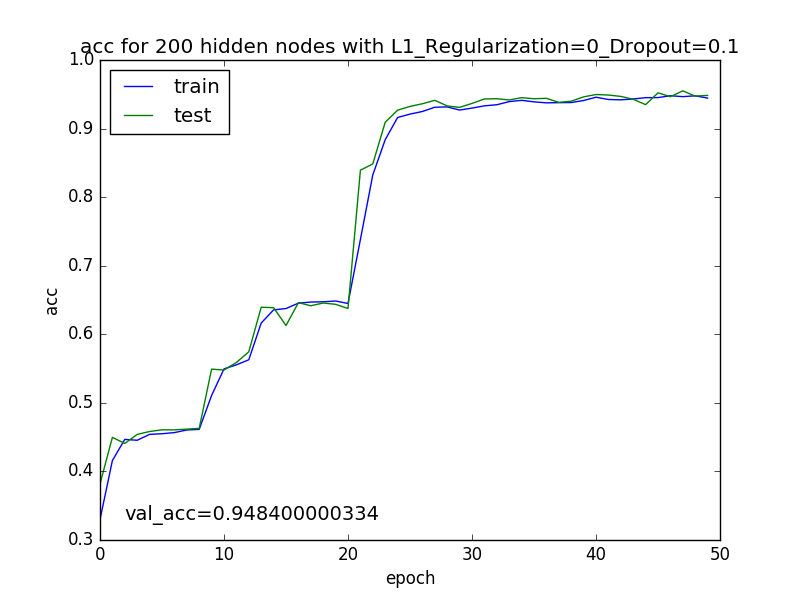 acc for 200 hidden nodes with L1_Regularization=0_Dropout=0.1
1.0
train
test
0.9
0.8
0.7
acc
0.6
0.5
0.4
val_acc=0.948400000334
0.3
0 10 20 30 40 50
epoch